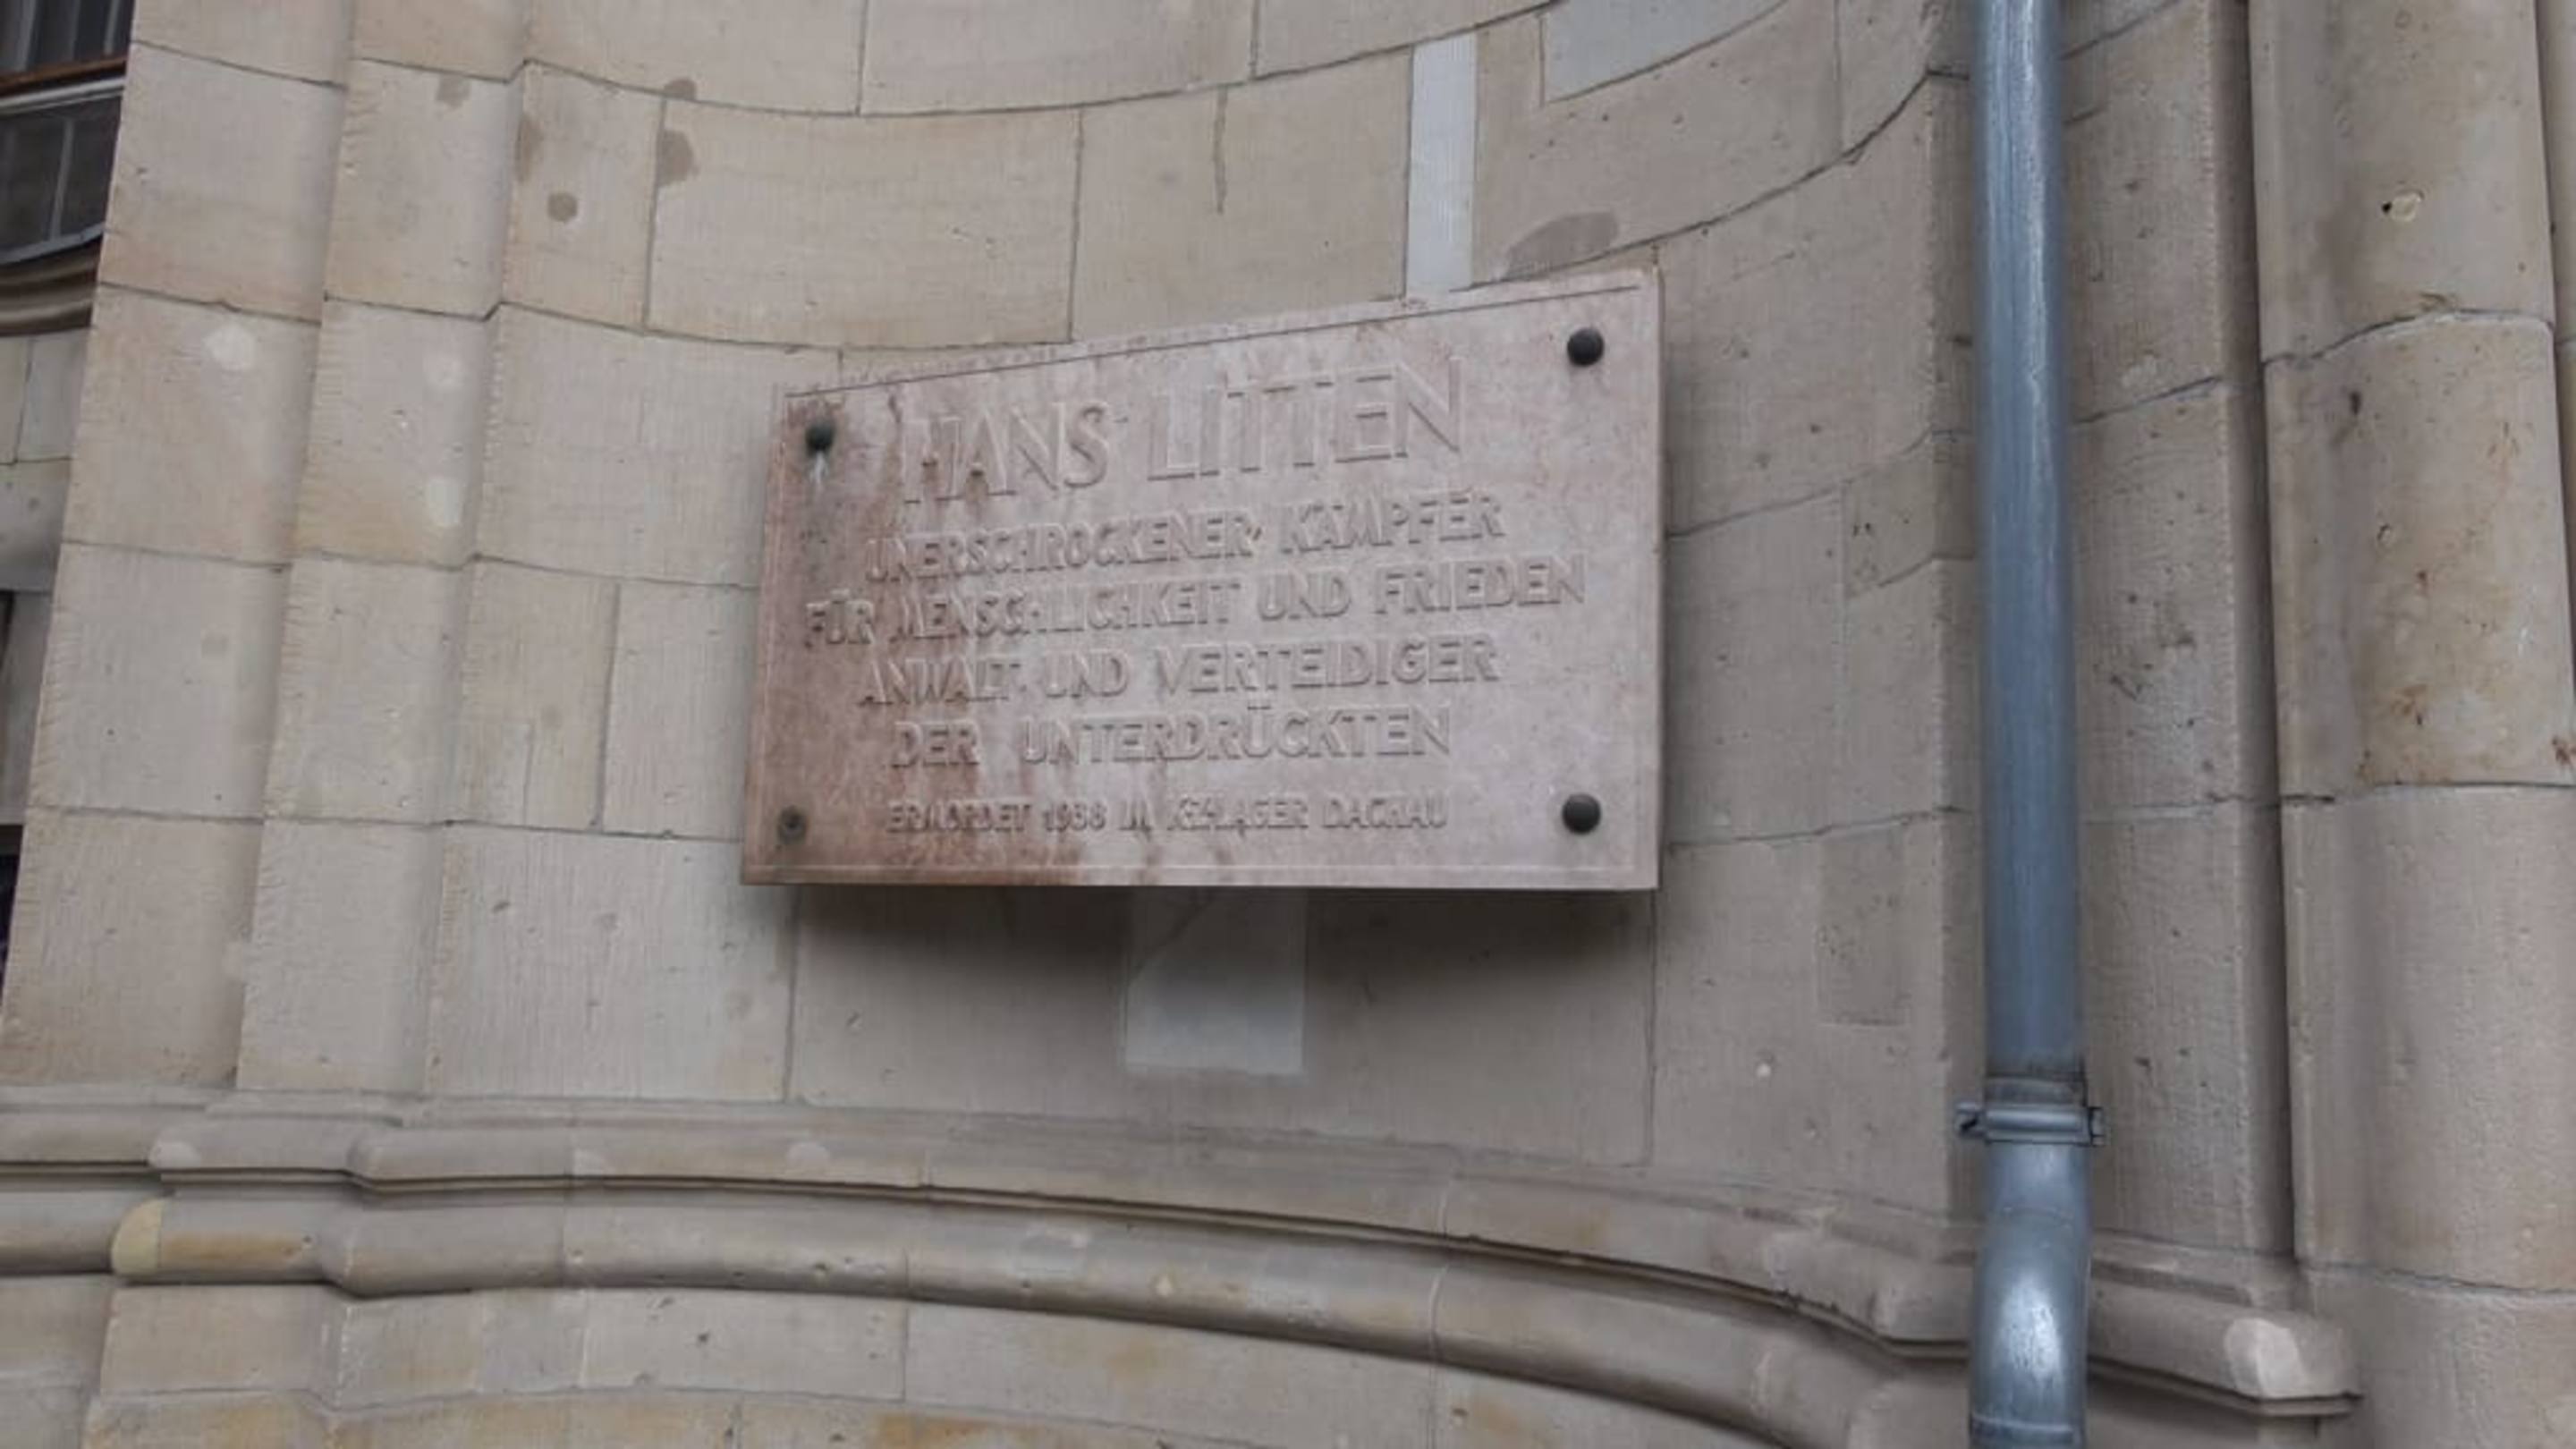 HANS LITTEN
UNERSCHROCKENER KÄMPFER
FÜR MENSCHLICHKEIT UND FRIEDEN
ANWALT UND VERTEIDIGER
DER UNTERDRÜCKTEN
ERMORDET 1938 IM KZ-LAGER DACHAU